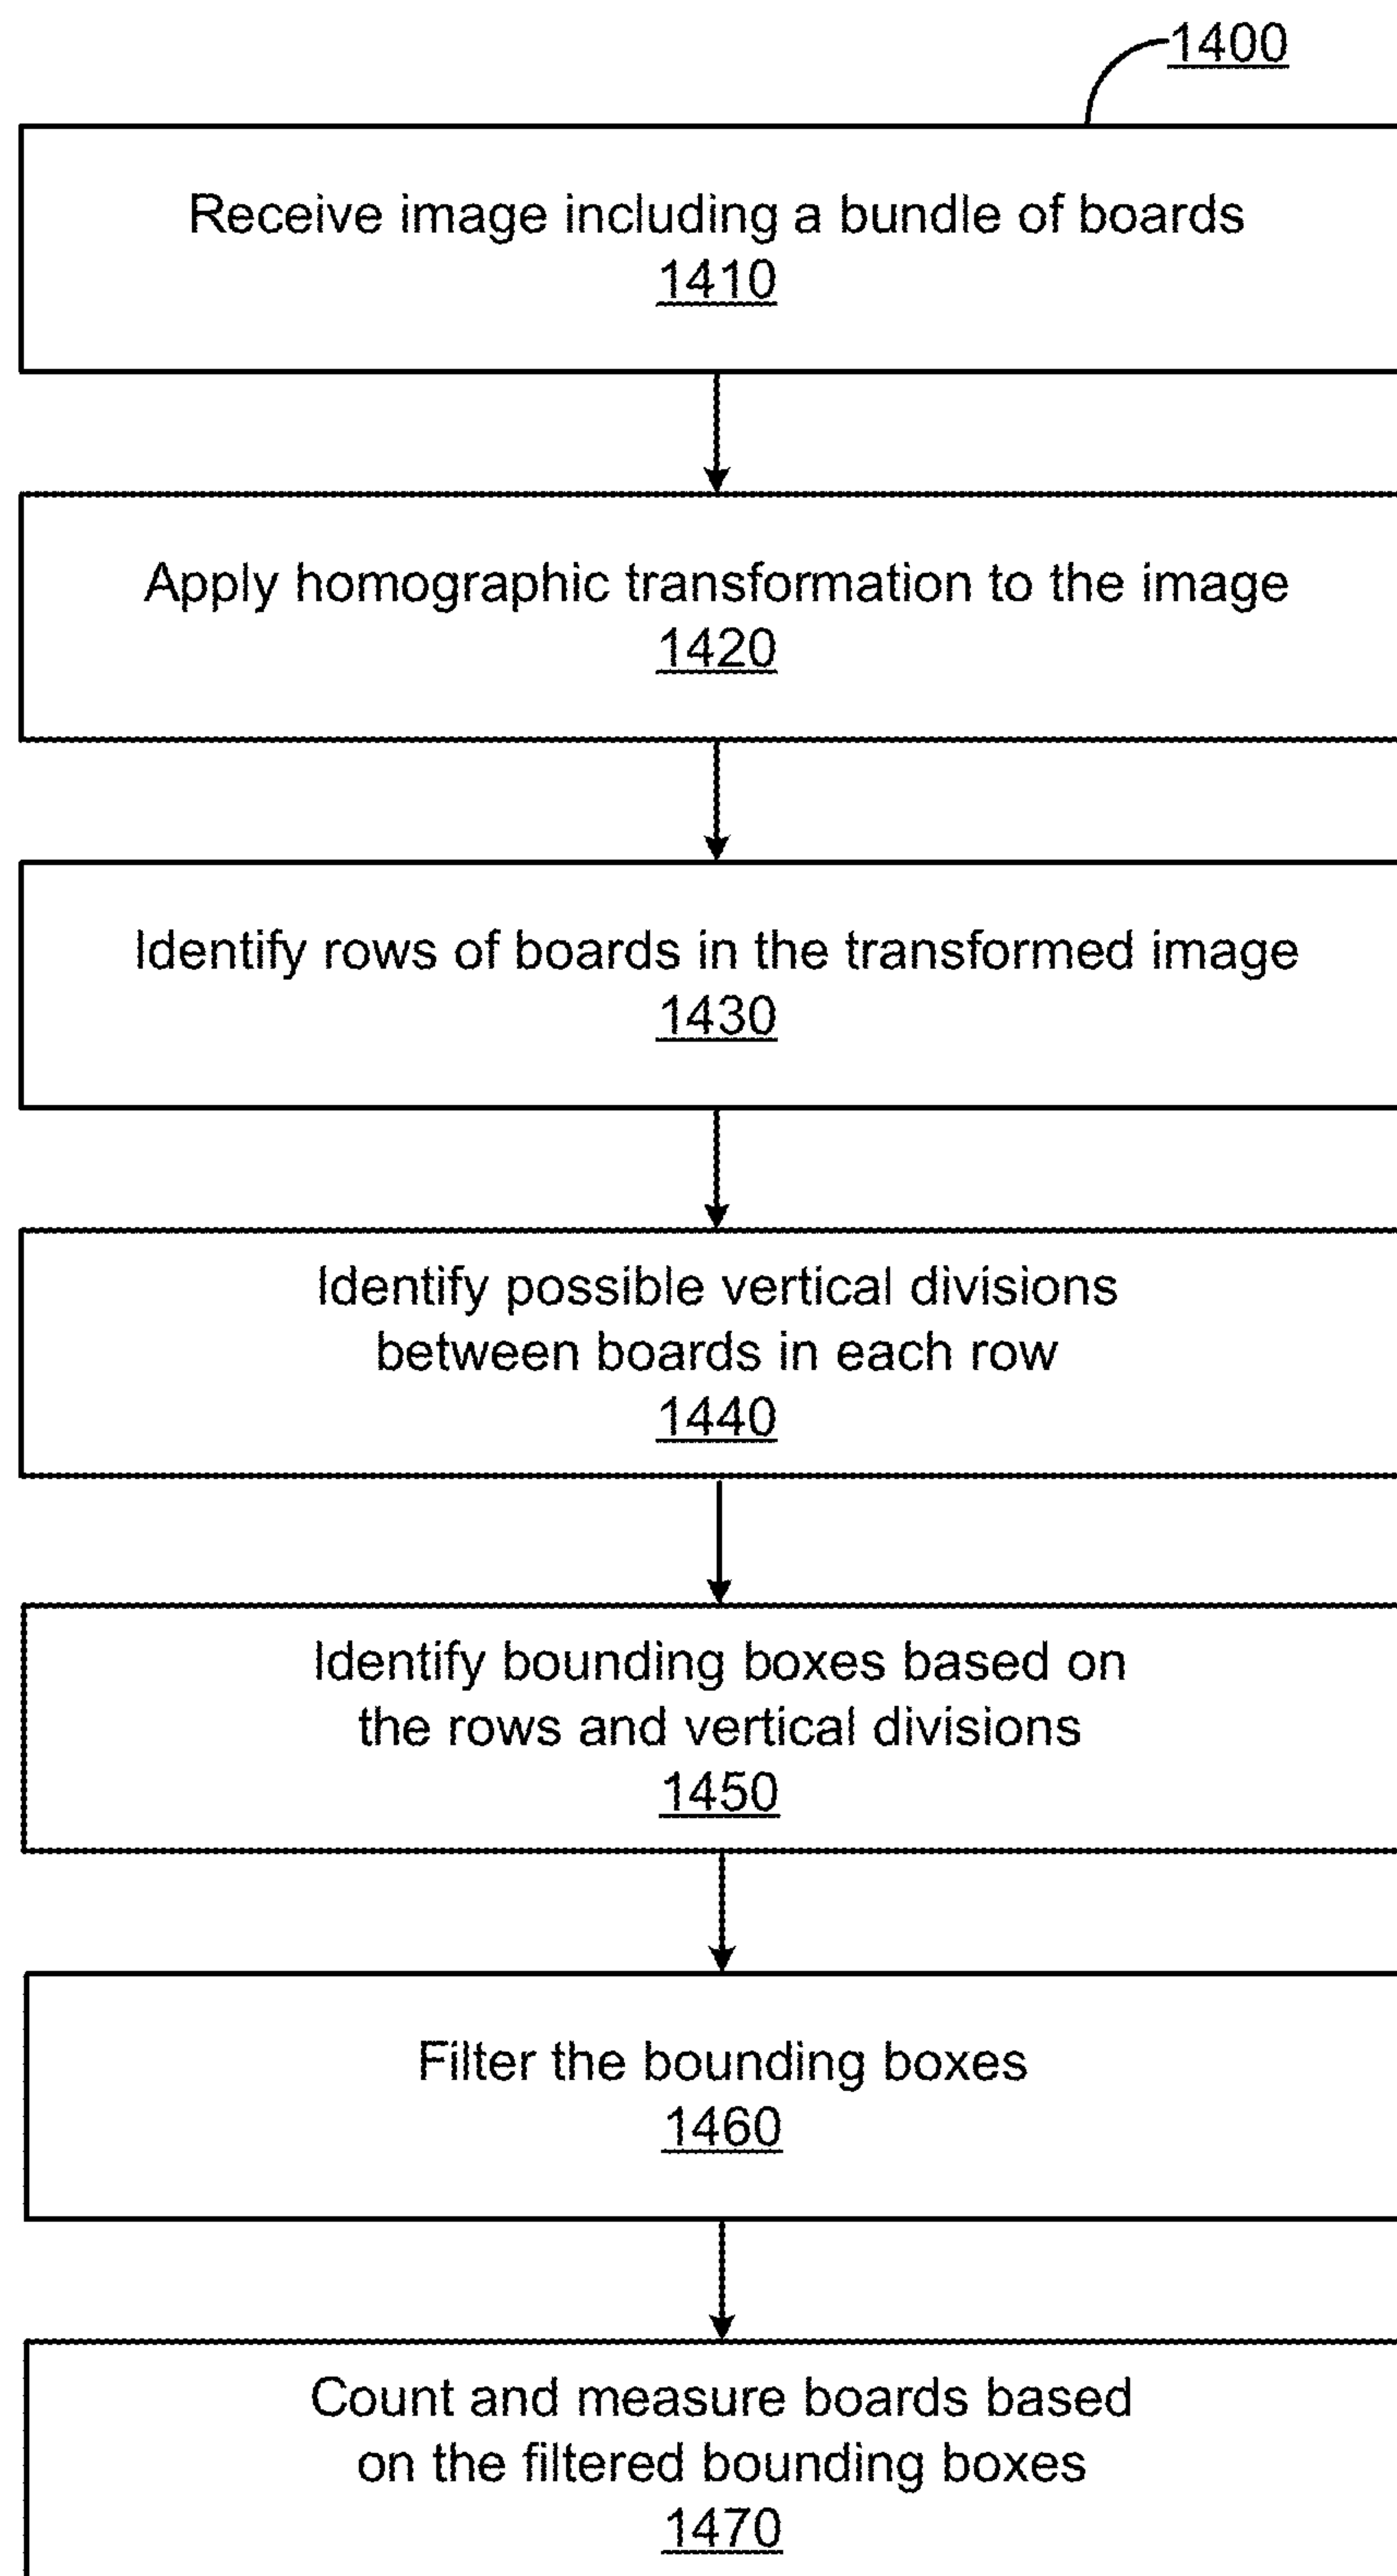 1400
Receive image including a bundle of boards
1410
Apply homographic transformation to the image
1420
Identify rows of boards in the transformed image
1430
Identify possible vertical divisions
between boards in each row
1440
Identify bounding boxes based on
the rows and vertical divisions
1450
Filter the bounding boxes
1460
Count and measure boards based
on the filtered bounding boxes
1470